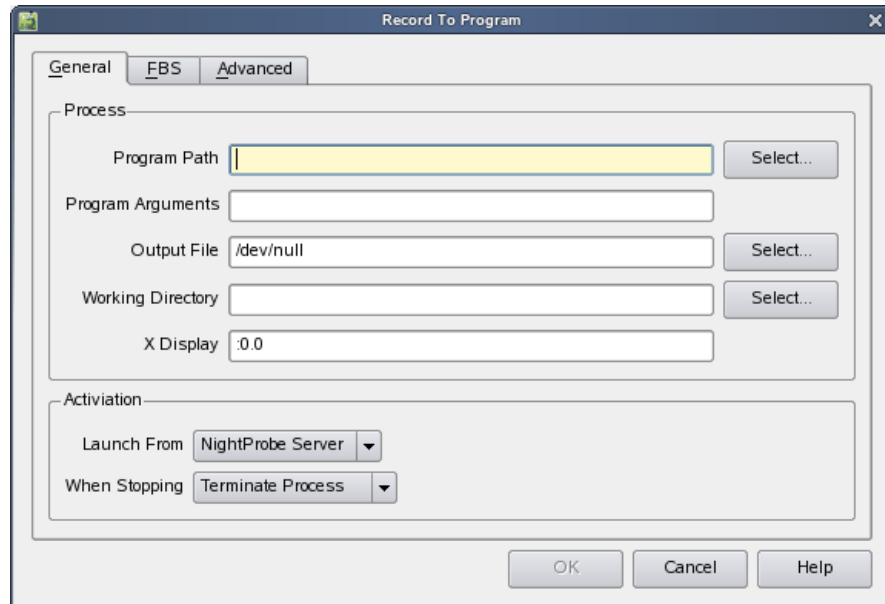 Record To Program
General FBS Advanced
Process
Program Path Select...
Program Arguments
Output File /dev/null Select...
Working Directory Select...
X Display :0.0
Activiation
Launch From NightProbe Server
When Stopping Terminate Process
OK Cancel Help